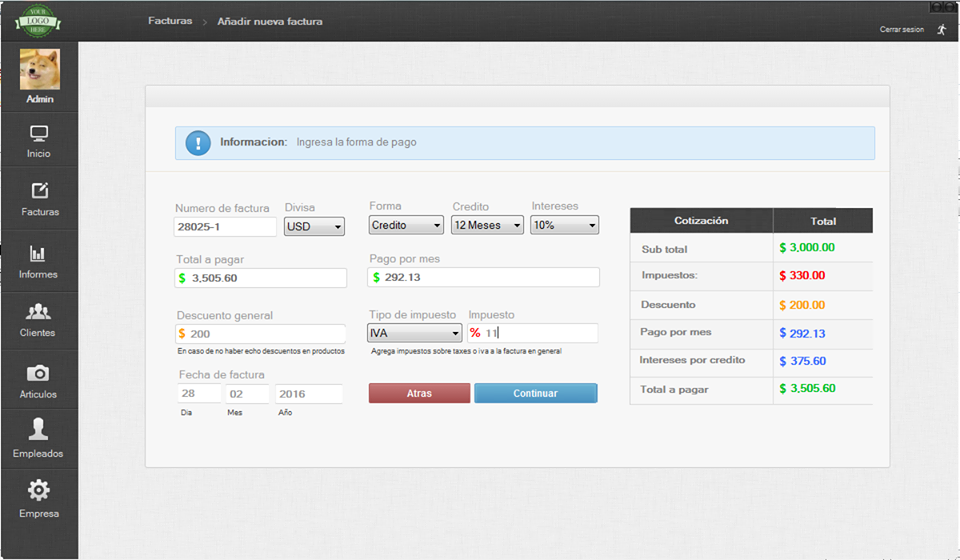 YOUR
LOGO
HERE
Facturas > Añadir nueva factura
Cerrar sesion
Admin
Inicio
Facturas
Informes
Clientes
Articulos
Empleados
Empresa
Informacion: Ingresa la forma de pago
Numero de factura Divisa Forma Credito Intereses
28025-1 USD Credito 12 Meses 10%
Total a pagar Pago por mes
$ 3,505.60 $ 292.13
Descuento general Tipo de impuesto Impuesto
$ 200 IVA % 11
En caso de no haber echo descuentos en productos Agrega impuestos sobre taxes o iva a la factura en general
Fecha de factura
28 02 2016
Dia Mes Año
Atras Continuar
Cotización Total
Sub total $ 3,000.00
Impuestos: $ 330.00
Descuento $ 200.00
Pago por mes $ 292.13
Intereses por credito $ 375.60
Total a pagar $ 3,505.60